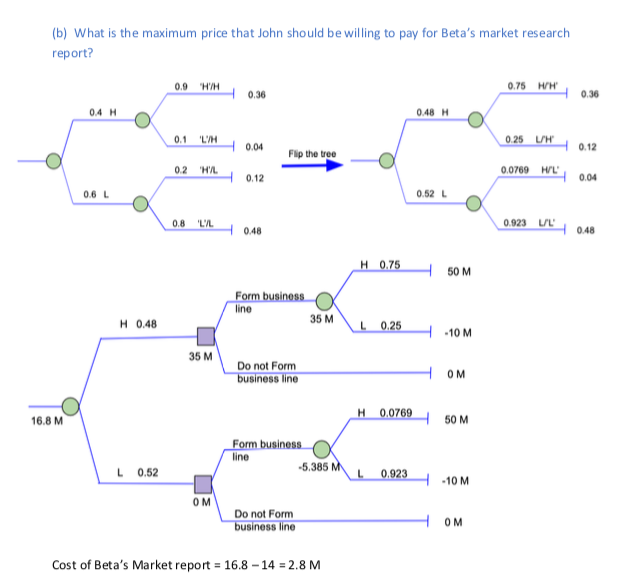 (b) What is the maximum price that John should be willing to pay for Beta's market research
report?
0.9 'H'/H
0.36
0.4 H
0.1 'L'/H
0.04
0.2 'H'/L
0.12
0.6 L
0.8 'L'/L
0.48
Flip the tree
0.75 H/'H'
0.36
0.48 H
0.25 L/'H'
0.12
0.0769 H/'L'
0.04
0.52 L
0.923 L/'L'
0.48
H 0.75
50 M
Form business
line
35 M
H 0.48
L 0.25
-10 M
35 M
Do not Form
business line
0 M
16.8 M
H 0.0769
50 M
Form business
line
-5.385 M
L 0.52
L 0.923
-10 M
0 M
Do not Form
business line
0 M
Cost of Beta's Market report = 16.8 – 14 = 2.8 M